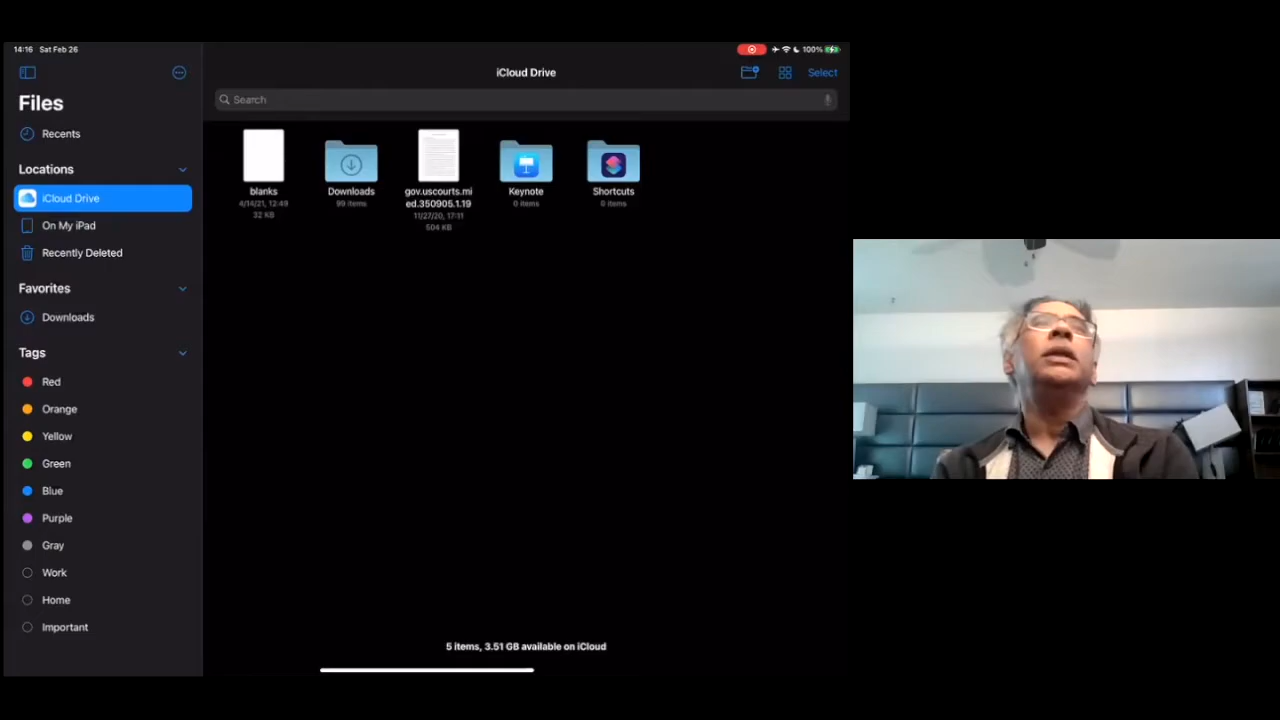 14:16 Sat Feb 26
100%
iCloud Drive
Select
Files
Search
Recents
Locations
iCloud Drive
On My iPad
Recently Deleted
Favorites
Downloads
Tags
Red
Orange
Yellow
Green
Blue
Purple
Gray
Work
Home
Important
blanks
4/14/21, 12:49
32 KB
Downloads
99 items
gov.uscourts.mi
ed.350905.1.19
11/27/20, 17:11
504 KB
Keynote
0 items
Shortcuts
0 items
5 items, 3.51 GB available on iCloud